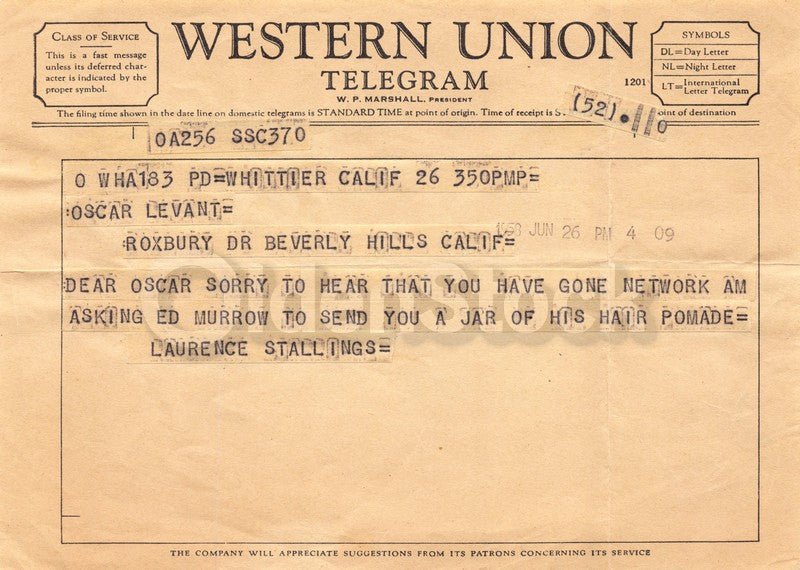 CLASS OF SERVICE
This is a fast message
unless its deferred char-
acter is indicated by the
proper symbol.
WESTERN UNION
TELEGRAM
W. P. MARSHALL, PRESIDENT
1201
SYMBOLS
DL=Day Letter
NL=Night Letter
LT=International
Letter Telegram
The filing time shown in the date line on domestic telegrams is STANDARD TIME at point of origin. Time of receipt is point of destination
(52).
OA256 SSC370
O WHA183 PD=WHITTIER CALIF 26 350PMP=
:OSCAR LEVANT=
:ROXBURY DR BEVERLY HILLS CALIF=
JUN 26 PM 4 09
:DEAR OSCAR SORRY TO HEAR THAT YOU HAVE GONE NETWORK AM
ASKING ED MURROW TO SEND YOU A JAR OF HIS HAIR POMADE=
LAURENCE STALLINGS=
OldenStock
THE COMPANY WILL APPRECIATE SUGGESTIONS FROM ITS PATRONS CONCERNING ITS SERVICE